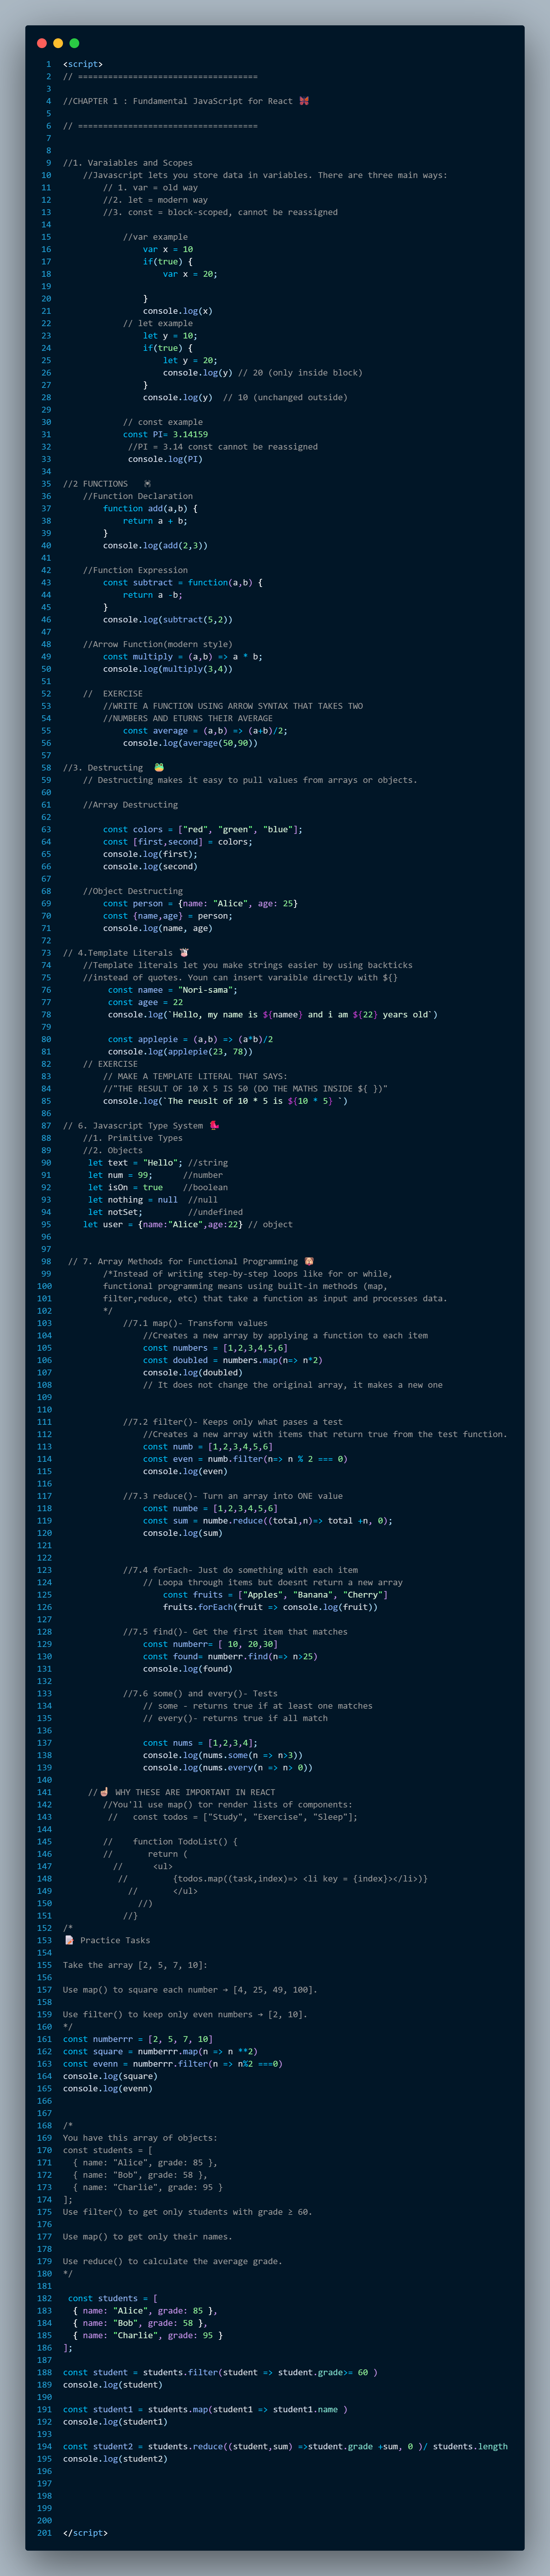 1 <script>
2 // ====================================
3
4 //CHAPTER 1 : Fundamental JavaScript for React 🎀
5
6 // ====================================
7
8
9 //1. Varaiables and Scopes
10 //Javascript lets you store data in variables. There are three main ways:
11 // 1. var = old way
12 //2. let = modern way
13 //3. const = block-scoped, cannot be reassigned
14
15 //var example
16 var x = 10
17 if(true) {
18 var x = 20;
19
20 }
21 console.log(x)
22 // let example
23 let y = 10;
24 if(true) {
25 let y = 20;
26 console.log(y) // 20 (only inside block)
27 }
28 console.log(y)  // 10 (unchanged outside)
29
30 // const example
31 const PI= 3.14159
32 //PI = 3.14 const cannot be reassigned
33 console.log(PI)
34
35 //2 FUNCTIONS
36 //Function Declaration
37 function add(a,b) {
38 return a + b;
39 }
40 console.log(add(2,3))
41
42 //Function Expression
43 const subtract = function(a,b) {
44 return a -b;
45 }
46 console.log(subtract(5,2))
47
48 //Arrow Function(modern style)
49 const multiply = (a,b) => a * b;
50 console.log(multiply(3,4))
51
52 //  EXERCISE
53 //WRITE A FUNCTION USING ARROW SYNTAX THAT TAKES TWO
54 //NUMBERS AND ETURNS THEIR AVERAGE
55 const average = (a,b) => (a+b)/2;
56 console.log(average(50,90))
57
58 //3. Destructing
59 // Destructing makes it easy to pull values from arrays or objects.
60
61 //Array Destructing
62
63 const colors = ["red", "green", "blue"];
64 const [first,second] = colors;
65 console.log(first);
66 console.log(second)
67
68 //Object Destructing
69 const person = {name: "Alice", age: 25}
70 const {name,age} = person;
71 console.log(name, age)
72
73 // 4.Template Literals
74 //Template literals let you make strings easier by using backticks
75 //instead of quotes. Youn can insert varaible directly with ${}
76 const namee = "Nori-sama";
77 const agee = 22
78 console.log(`Hello, my name is ${namee} and i am ${22} years old`)
79
80 const applepie = (a,b) => (a*b)/2
81 console.log(applepie(23, 78))
82 // EXERCISE
83 // MAKE A TEMPLATE LITERAL THAT SAYS:
84 //"THE RESULT OF 10 X 5 IS 50 (DO THE MATHS INSIDE ${ })"
85 console.log(`The reuslt of 10 * 5 is ${10 * 5} `)
86
87 // 6. Javascript Type System
88 //1. Primitive Types
89 //2. Objects
90 let text = "Hello"; //string
91 let num = 99;      //number
92 let isOn = true    //boolean
93 let nothing = null  //null
94 let notSet;         //undefined
95 let user = {name:"Alice",age:22} // object
96
97
98 // 7. Array Methods for Functional Programming
99 /*Instead of writing step-by-step loops like for or while,
100 functional programming means using built-in methods (map,
101 filter,reduce, etc) that take a function as input and processes data.
102 */
103 //7.1 map()- Transform values
104 //Creates a new array by applying a function to each item
105 const numbers = [1,2,3,4,5,6]
106 const doubled = numbers.map(n=> n*2)
107 console.log(doubled)
108 // It does not change the original array, it makes a new one
109
110
111 //7.2 filter()- Keeps only what pases a test
112 //Creates a new array with items that return true from the test function.
113 const numb = [1,2,3,4,5,6]
114 const even = numb.filter(n=> n % 2 === 0)
115 console.log(even)
116
117 //7.3 reduce()- Turn an array into ONE value
118 const numbe = [1,2,3,4,5,6]
119 const sum = numbe.reduce((total,n)=> total +n, 0);
120 console.log(sum)
121
122
123 //7.4 forEach- Just do something with each item
124 // Loopa through items but doesnt return a new array
125 const fruits = ["Apples", "Banana", "Cherry"]
126 fruits.forEach(fruit => console.log(fruit))
127
128 //7.5 find()- Get the first item that matches
129 const numberr= [ 10, 20,30]
130 const found= numberr.find(n=> n>25)
131 console.log(found)
132
133 //7.6 some() and every()- Tests
134 // some - returns true if at least one matches
135 // every()- returns true if all match
136
137 const nums = [1,2,3,4];
138 console.log(nums.some(n => n>3))
139 console.log(nums.every(n => n> 0))
140
141 //☝ WHY THESE ARE IMPORTANT IN REACT
142 //You'll use map() tor render lists of components:
143 //   const todos = ["Study", "Exercise", "Sleep"];
144
145 //    function TodoList() {
146 //       return (
147 //      <ul>
148 //         {todos.map((task,index)=> <li key = {index}></li>)}
149 //       </ul>
150 //)
151 //}
152 /*
153 📝 Practice Tasks
154
155 Take the array [2, 5, 7, 10]:
156
157 Use map() to square each number → [4, 25, 49, 100].
158
159 Use filter() to keep only even numbers → [2, 10].
160 */
161 const numberrr = [2, 5, 7, 10]
162 const square = numberrr.map(n => n **2)
163 const evenn = numberrr.filter(n => n%2 ===0)
164 console.log(square)
165 console.log(evenn)
166
167
168 /*
169 You have this array of objects:
170 const students = [
171 { name: "Alice", grade: 85 },
172 { name: "Bob", grade: 58 },
173 { name: "Charlie", grade: 95 }
174 ];
175 Use filter() to get only students with grade ≥ 60.
176
177 Use map() to get only their names.
178
179 Use reduce() to calculate the average grade.
180 */
181
182 const students = [
183 { name: "Alice", grade: 85 },
184 { name: "Bob", grade: 58 },
185 { name: "Charlie", grade: 95 }
186 ];
187
188 const student = students.filter(student => student.grade>= 60 )
189 console.log(student)
190
191 const student1 = students.map(student1 => student1.name )
192 console.log(student1)
193
194 const student2 = students.reduce((student,sum) =>student.grade +sum, 0 )/ students.length
195 console.log(student2)
196
197
198
199
200
201 </script>